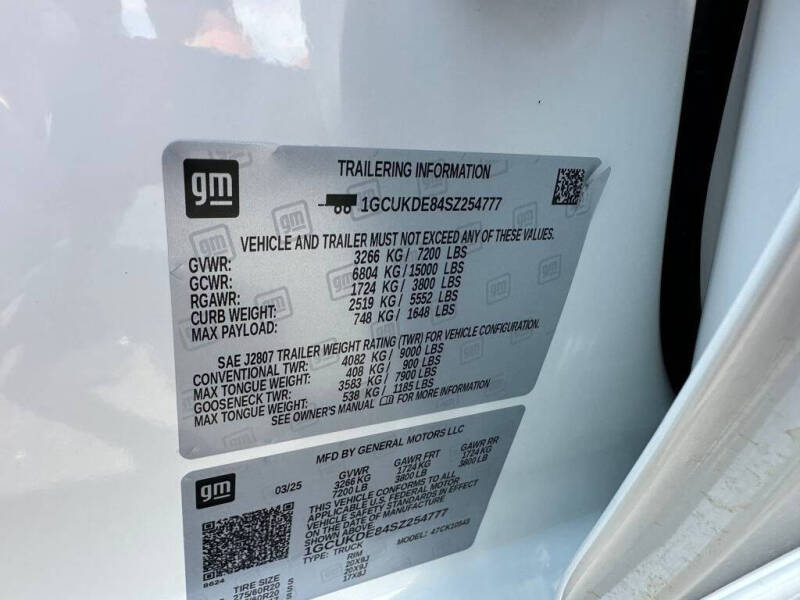 gm
TRAILERING INFORMATION
1GCUKDE84SZ254777
VEHICLE AND TRAILER MUST NOT EXCEED ANY OF THESE VALUES.
GVWR: 3266 KG / 7200 LBS
GCWR: 6804 KG / 15000 LBS
RGAWR: 1724 KG / 3800 LBS
CURB WEIGHT: 2519 KG / 5552 LBS
MAX PAYLOAD: 748 KG / 1648 LBS
SAE J2807 TRAILER WEIGHT RATING (TWR) FOR VEHICLE CONFIGURATION.
CONVENTIONAL TWR: 4082 KG / 9000 LBS
MAX TONGUE WEIGHT: 408 KG / 900 LBS
GOOSENECK TWR: 3583 KG / 7900 LBS
MAX TONGUE WEIGHT: 538 KG / 1185 LBS
SEE OWNER'S MANUAL FOR MORE INFORMATION
gm
MFD BY GENERAL MOTORS LLC
03/25 GVWR GAWR FRT GAWR RR
3266 KG 1724 KG 1724 KG
7200 LB 3800 LB 3800 LB
THIS VEHICLE CONFORMS TO ALL
APPLICABLE U.S. FEDERAL MOTOR
VEHICLE SAFETY STANDARDS IN EFFECT
ON THE DATE OF MANUFACTURE
SHOWN ABOVE.
1GCUKDE84SZ254777
TYPE: TRUCK MODEL: 47CK10543
8624
TIRE SIZE RIM
275/60R20 S 20X9J
20X9J
17X8J